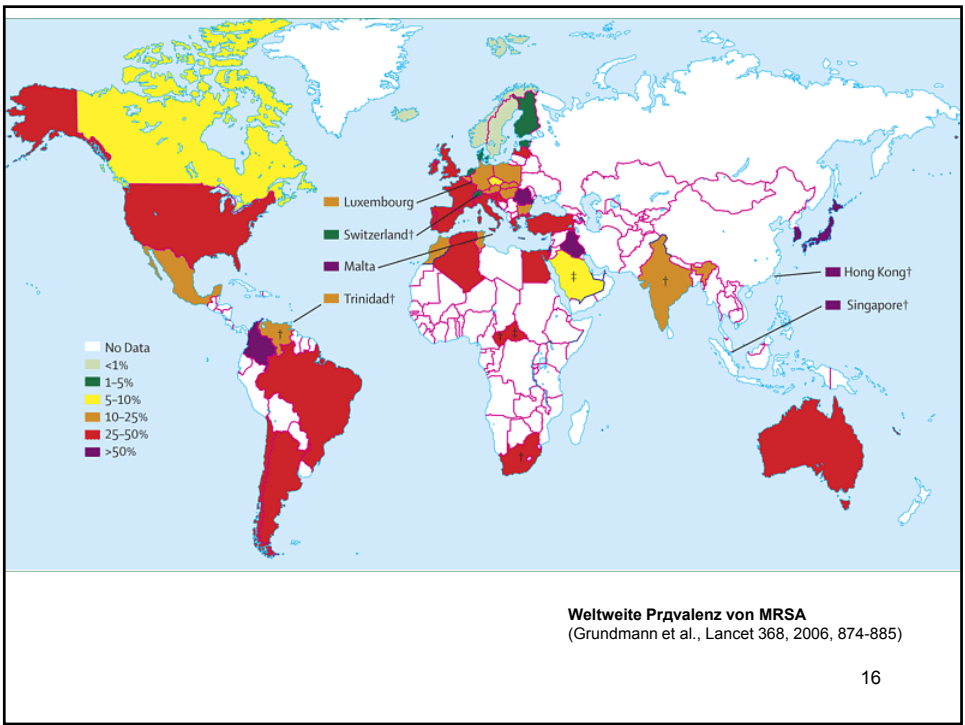 Luxembourg
Switzerland†
Malta
Trinidad†
Hong Kong†
Singapore†
†
‡
†
†
‡
†
No Data
<1%
1–5%
5–10%
10–25%
25–50%
>50%
Weltweite Prдvalenz von MRSA
(Grundmann et al., Lancet 368, 2006, 874-885)
16